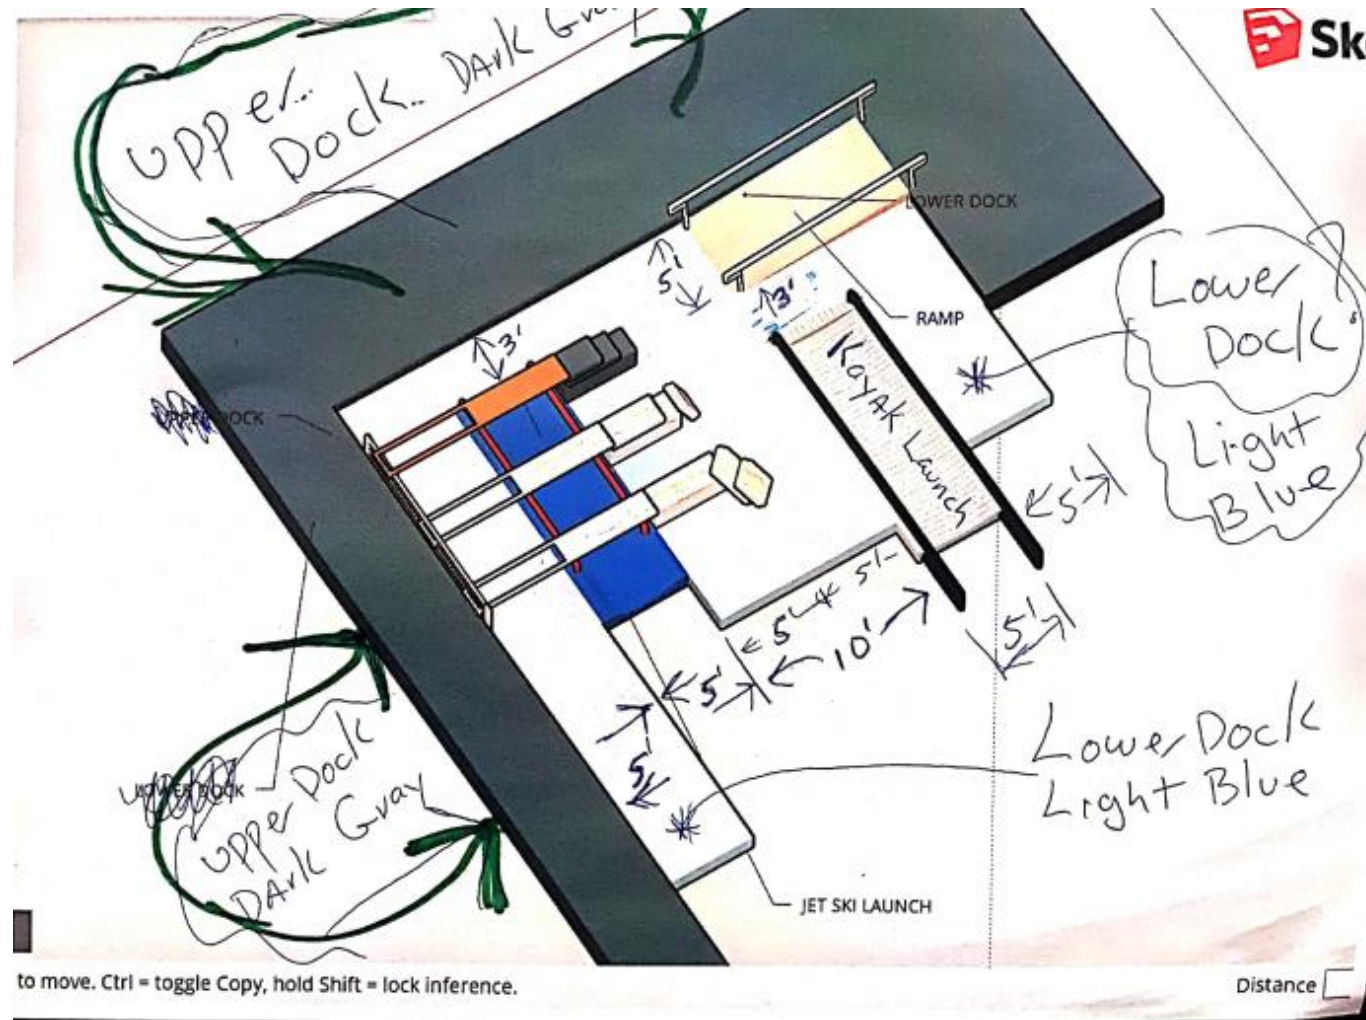 UPPer..
DOCK.. DArk Gray
Sk
LOWER DOCK
5'
3'
RAMP
Lower
DOCK
Light
Blue
3'
KayAK Launch
DOCK
5'
5' 5'
10'
5'
5'
5'
Lower Dock
Light Blue
LOWER DOCK
UPPer Dock
DArk Gray
JET SKI LAUNCH
to move. Ctrl = toggle Copy, hold Shift = lock inference.
Distance